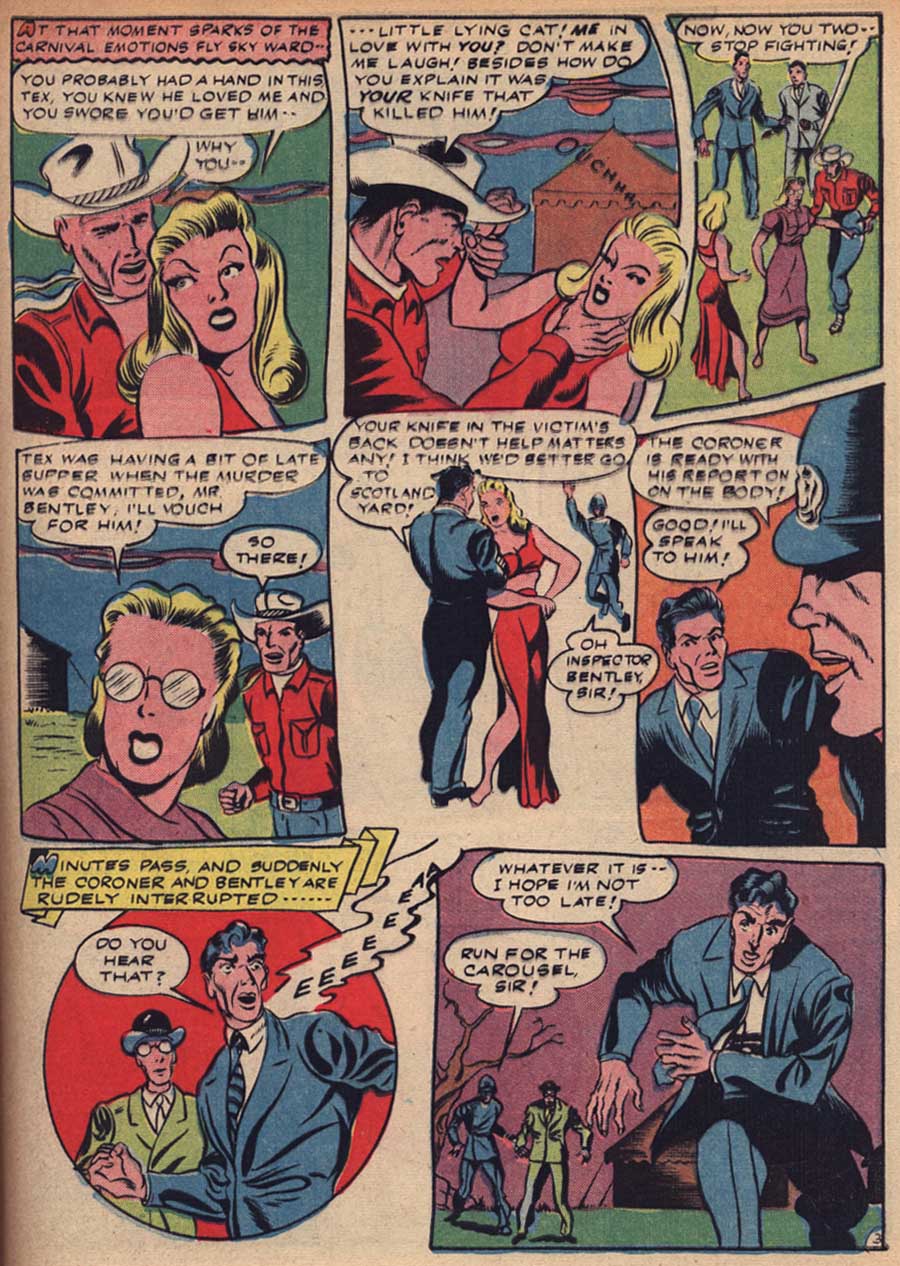 AT THAT MOMENT SPARKS OF THE
CARNIVAL EMOTIONS FLY SKY WARD--
YOU PROBABLY HAD A HAND IN THIS
TEX, YOU KNEW HE LOVED ME AND
YOU SWORE YOU'D GET HIM--
WHY
YOU--
---LITTLE LYING CAT! ME IN
LOVE WITH YOU? DON'T MAKE
ME LAUGH! BESIDES HOW DO
YOU EXPLAIN IT WAS
YOUR KNIFE THAT
KILLED HIM!
OUCHHH
NOW, NOW YOU TWO--
STOP FIGHTING!
TEX WAS HAVING A BIT OF LATE
SUPPER WHEN THE MURDER
WAS COMMITTED, MR.
BENTLEY, I'LL VOUCH
FOR HIM!
SO
THERE!
YOUR KNIFE IN THE VICTIM'S
BACK DOESN'T HELP MATTERS
ANY! I THINK WE'D BETTER GO
TO
SCOTLAND
YARD!
OH
INSPECTOR
BENTLEY,
SIR!
THE CORONER
IS READY WITH
HIS REPORT ON
ON THE BODY!
GOOD! I'LL
SPEAK
TO HIM!
MINUTES PASS, AND SUDDENLY
THE CORONER AND BENTLEY ARE
RUDELY INTERRUPTED------
DO YOU
HEAR
THAT?
EEEEEEEAA
WHATEVER IT IS--
I HOPE I'M NOT
TOO LATE!
RUN FOR THE
CAROUSEL,
SIR!
3